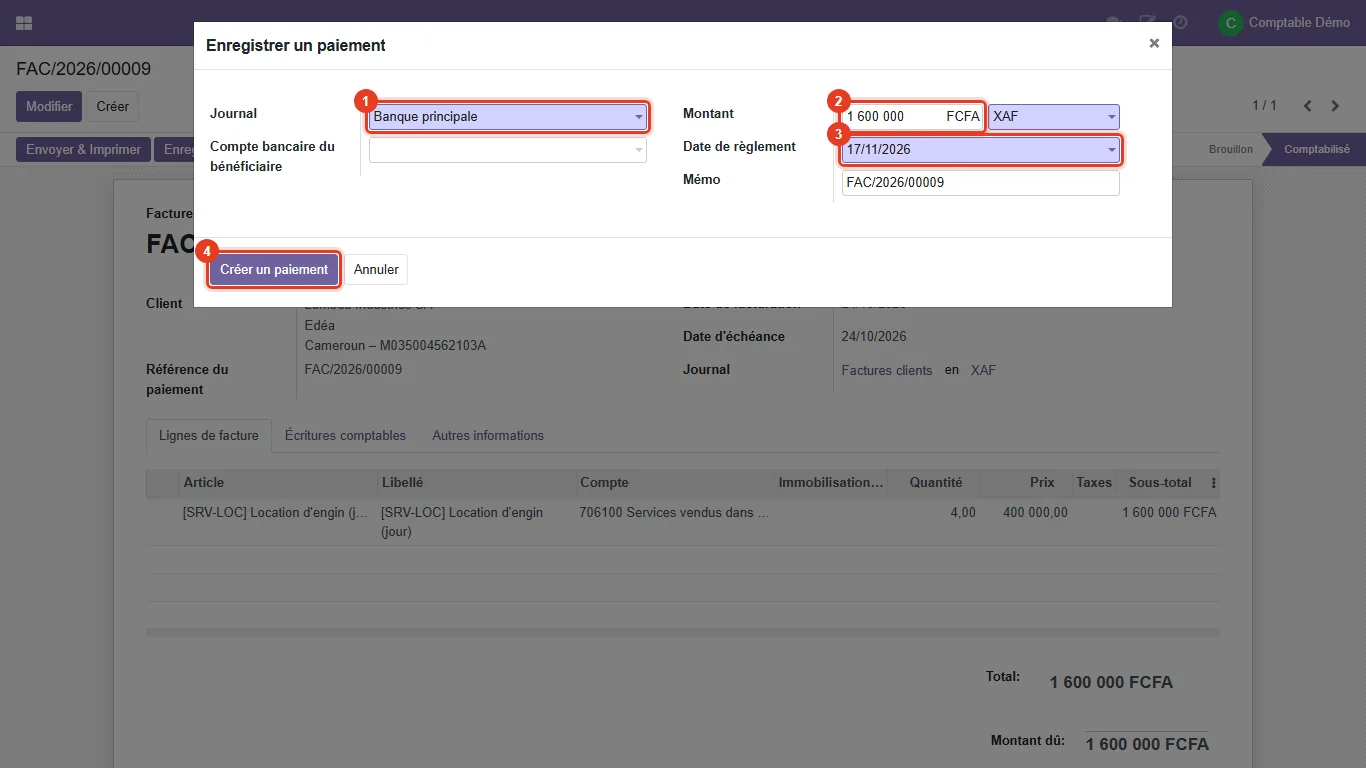 C Comptable Démo
Enregistrer un paiement ×
FAC/2026/00009
Modifier Créer
1 / 1
Envoyer & Imprimer
Brouillon Comptabilisé
1
Journal Banque principale
Compte bancaire du
bénéficiaire
2
Montant 1 600 000 FCFA XAF
3
Date de règlement 17/11/2026
Mémo FAC/2026/00009
4
Créer un paiement Annuler
Client
Edéa
Cameroun – M035004562103A
Date d'échéance 24/10/2026
Référence du
paiement
FAC/2026/00009
Journal Factures clients en XAF
Lignes de facture Écritures comptables Autres informations
Article Libellé Compte Immobilisation... Quantité Prix Taxes Sous-total
[SRV-LOC] Location d'engin (j... [SRV-LOC] Location d'engin
(jour)
706100 Services vendus dans ... 4,00 400 000,00 1 600 000 FCFA
Total: 1 600 000 FCFA
Montant dû: 1 600 000 FCFA